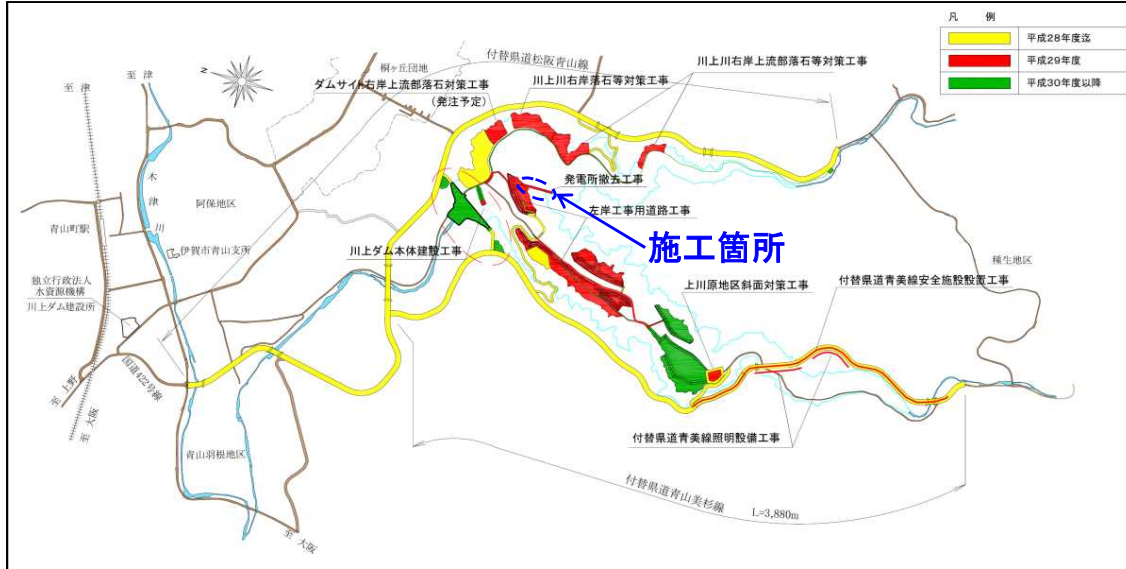 凡 例
平成28年度迄
平成29年度
平成30年度以降
至 津
至 津
N
桐ヶ丘団地
付替県道松阪青山線
ダムサイト右岸上流部落石対策工事
(発注予定)
川上川右岸落石等対策工事
川上川右岸上流部落石等対策工事
木津川
阿保地区
青山町駅
伊賀市青山支所
独立行政法人
水資源機構
川上ダム建設所
発電所撤去工事
左岸工事用道路工事
施工箇所
川上ダム本体建設工事
種生地区
上川原地区斜面対策工事
付替県道青美線安全施設設置工事
国道422号線
至 上野
至 大阪
青山羽根地区
至 大阪
付替県道青美線照明設備工事
付替県道青山美杉線
L=3,880m